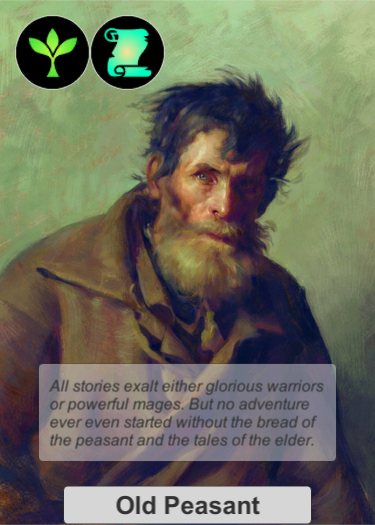 All stories exalt either glorious warriors
or powerful mages. But no adventure
ever even started without the bread of
the peasant and the tales of the elder.
Old Peasant